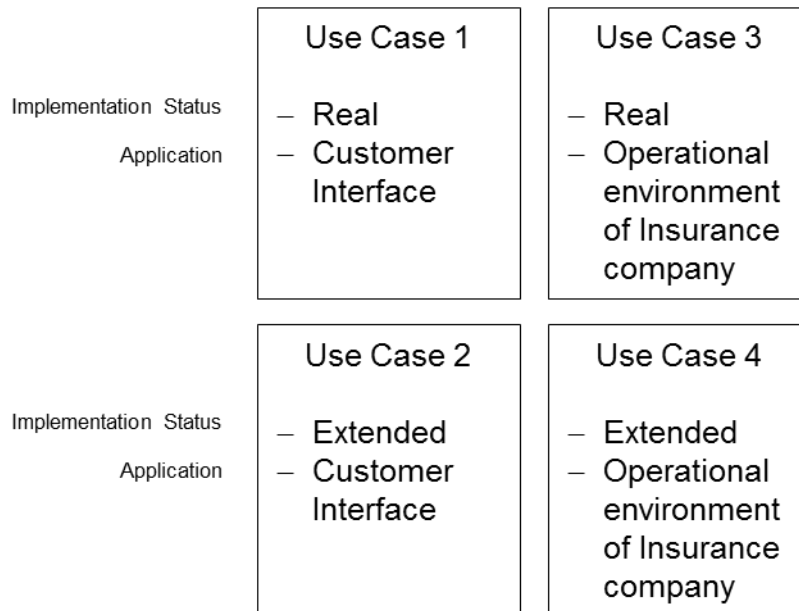 Use Case 1
Implementation Status
– Real
Application
– Customer
Interface
Use Case 3
– Real
– Operational
environment
of Insurance
company
Use Case 2
Implementation Status
– Extended
Application
– Customer
Interface
Use Case 4
– Extended
– Operational
environment
of Insurance
company